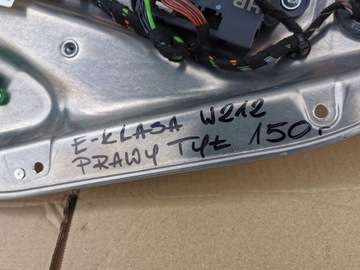 E-KLASA W212
PRAWY TYŁ 150,-